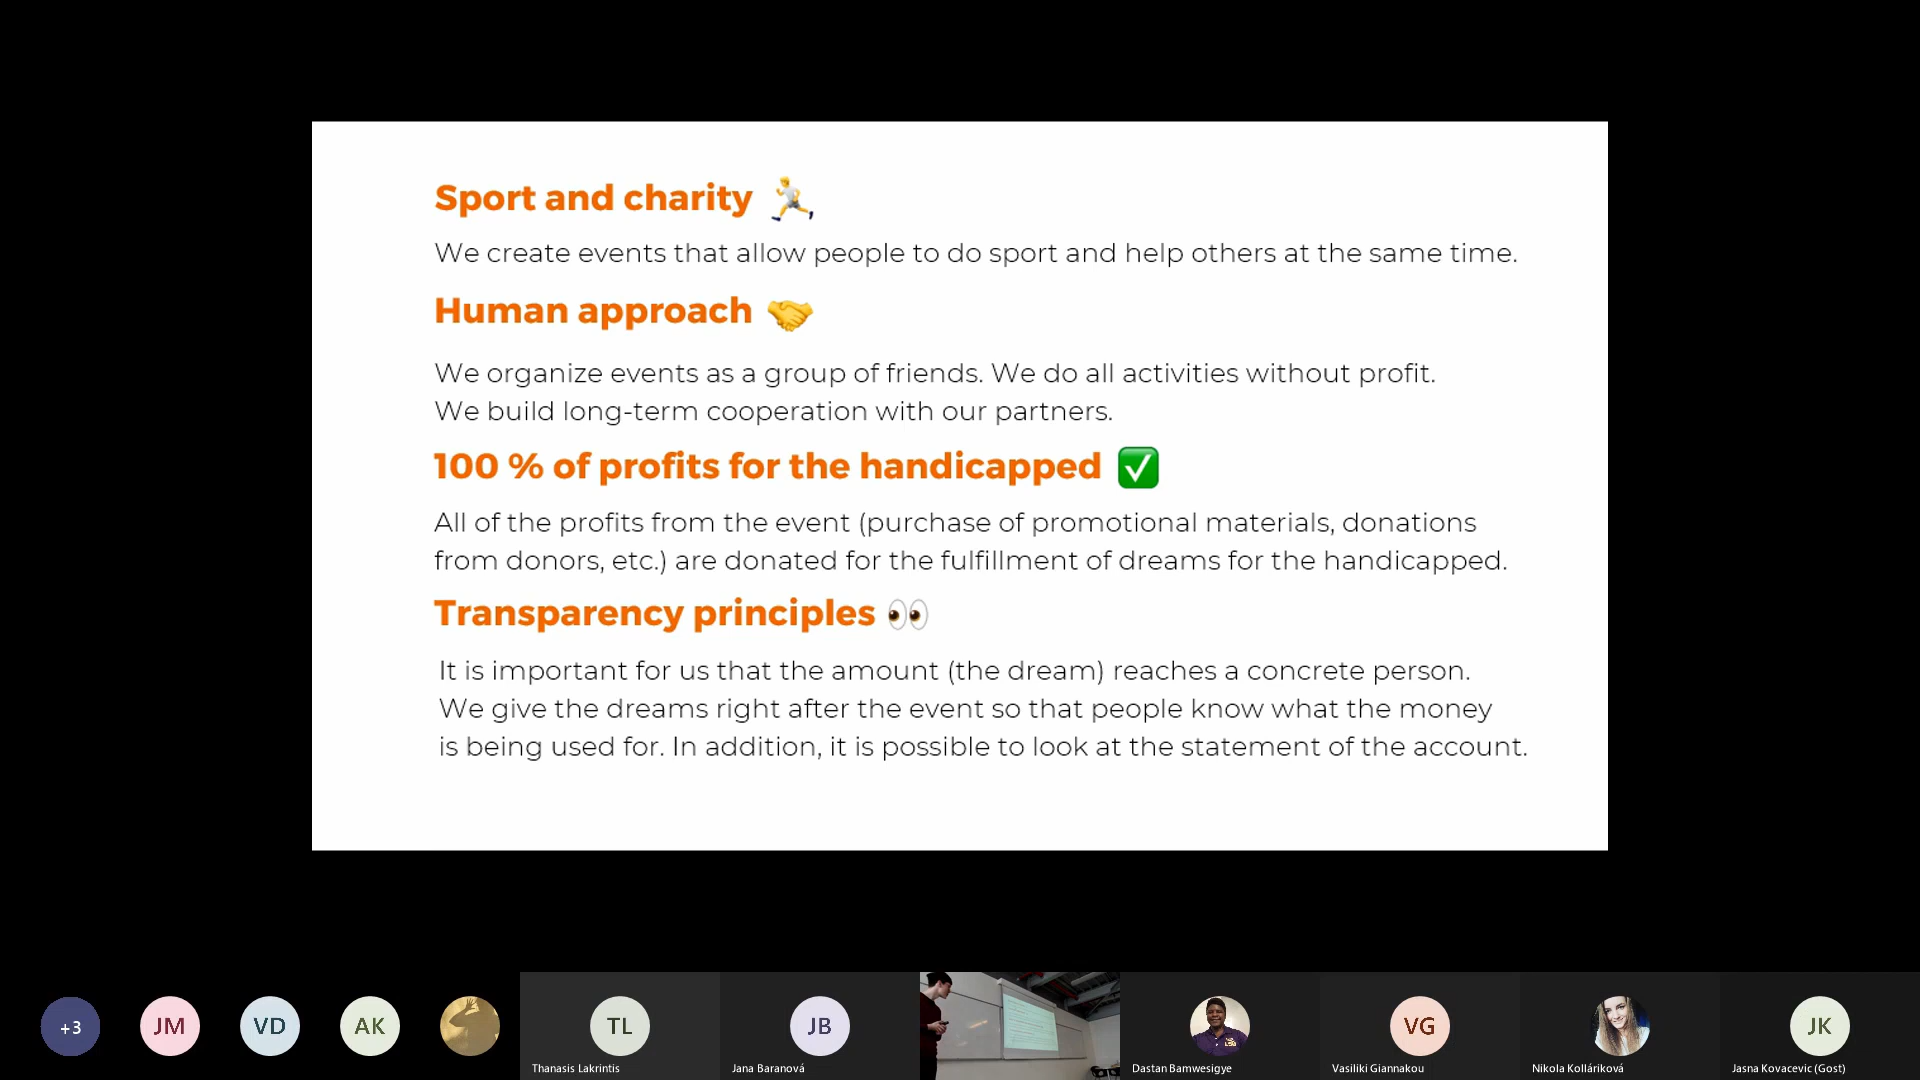 Sport and charity
We create events that allow people to do sport and help others at the same time.
Human approach
We organize events as a group of friends. We do all activities without profit.
We build long-term cooperation with our partners.
100 % of profits for the handicapped
All of the profits from the event (purchase of promotional materials, donations
from donors, etc.) are donated for the fulfillment of dreams for the handicapped.
Transparency principles
It is important for us that the amount (the dream) reaches a concrete person.
We give the dreams right after the event so that people know what the money
is being used for. In addition, it is possible to look at the statement of the account.
+3
JM
VD
AK
TL
JB
VG
JK
Thanasis Lakrintis
Jana Baranová
Dastan Bamwesigye
Vasiliki Giannakou
Nikola Kolláriková
Jasna Kovacevic (Gost)